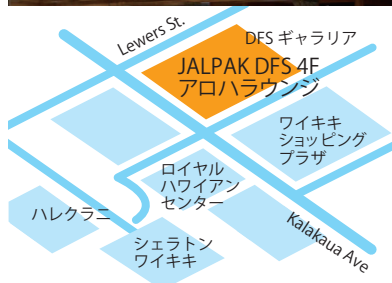 Lewers St.
DFS ギャラリア
JALPAK DFS 4F
アロハラウンジ
ワイキキ
ショッピング
プラザ
ロイヤル
ハワイアン
センター
ハレクラニ
シェラトン
ワイキキ
Kalakaua Ave